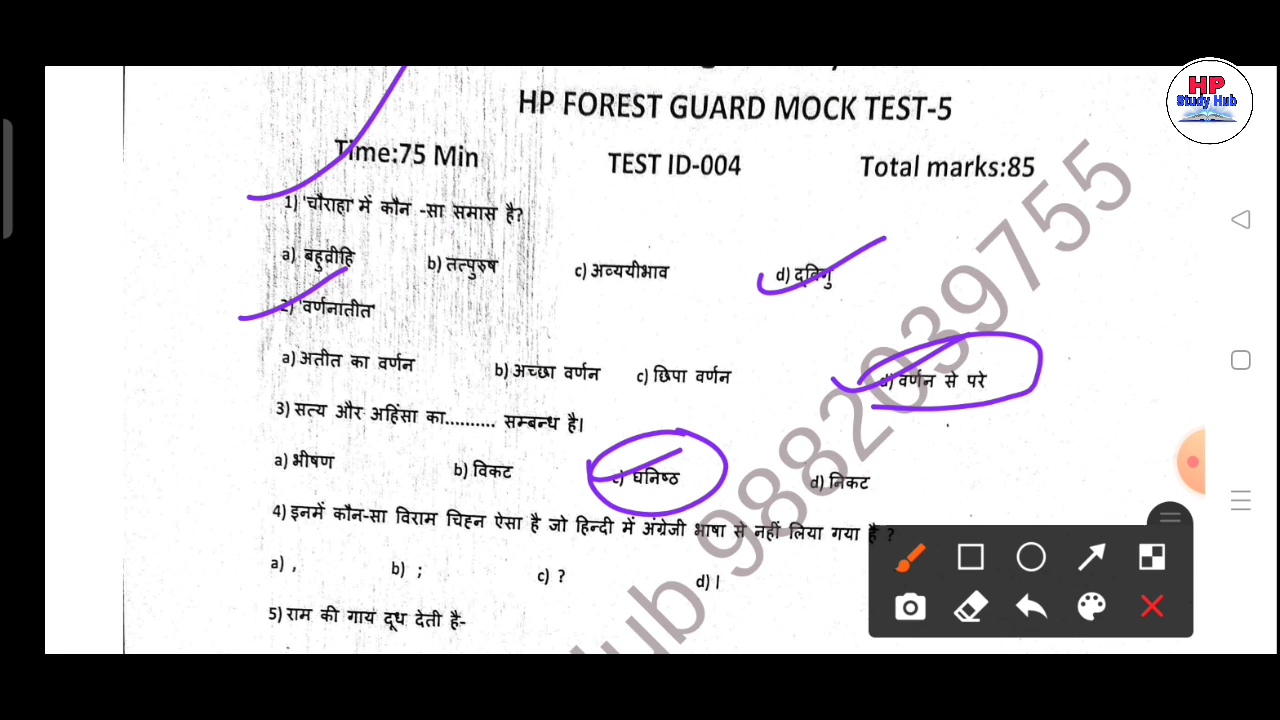 HP FOREST GUARD MOCK TEST-5
HP
Study Hub
Time:75 Min TEST ID-004 Total marks:85
1) 'चौराहा' में कौन -सा समास है?
a) बहुव्रीहि b) तत्पुरुष c) अव्ययीभाव d) द्विगु
2) 'वर्णनातीत'
a) अतीत का वर्णन b) अच्छा वर्णन c) छिपा वर्णन d) वर्णन से परे
3) सत्य और अहिंसा का.......... सम्बन्ध है।
a) भीषण b) विकट c) घनिष्ठ d) निकट
4) इनमें कौन-सा विराम चिह्न ऐसा है जो हिन्दी में अंग्रेजी भाषा से नहीं लिया गया है ?
a) , b) ; c) ? d) ।
5) राम की गाय दूध देती है-
ub 9882039755